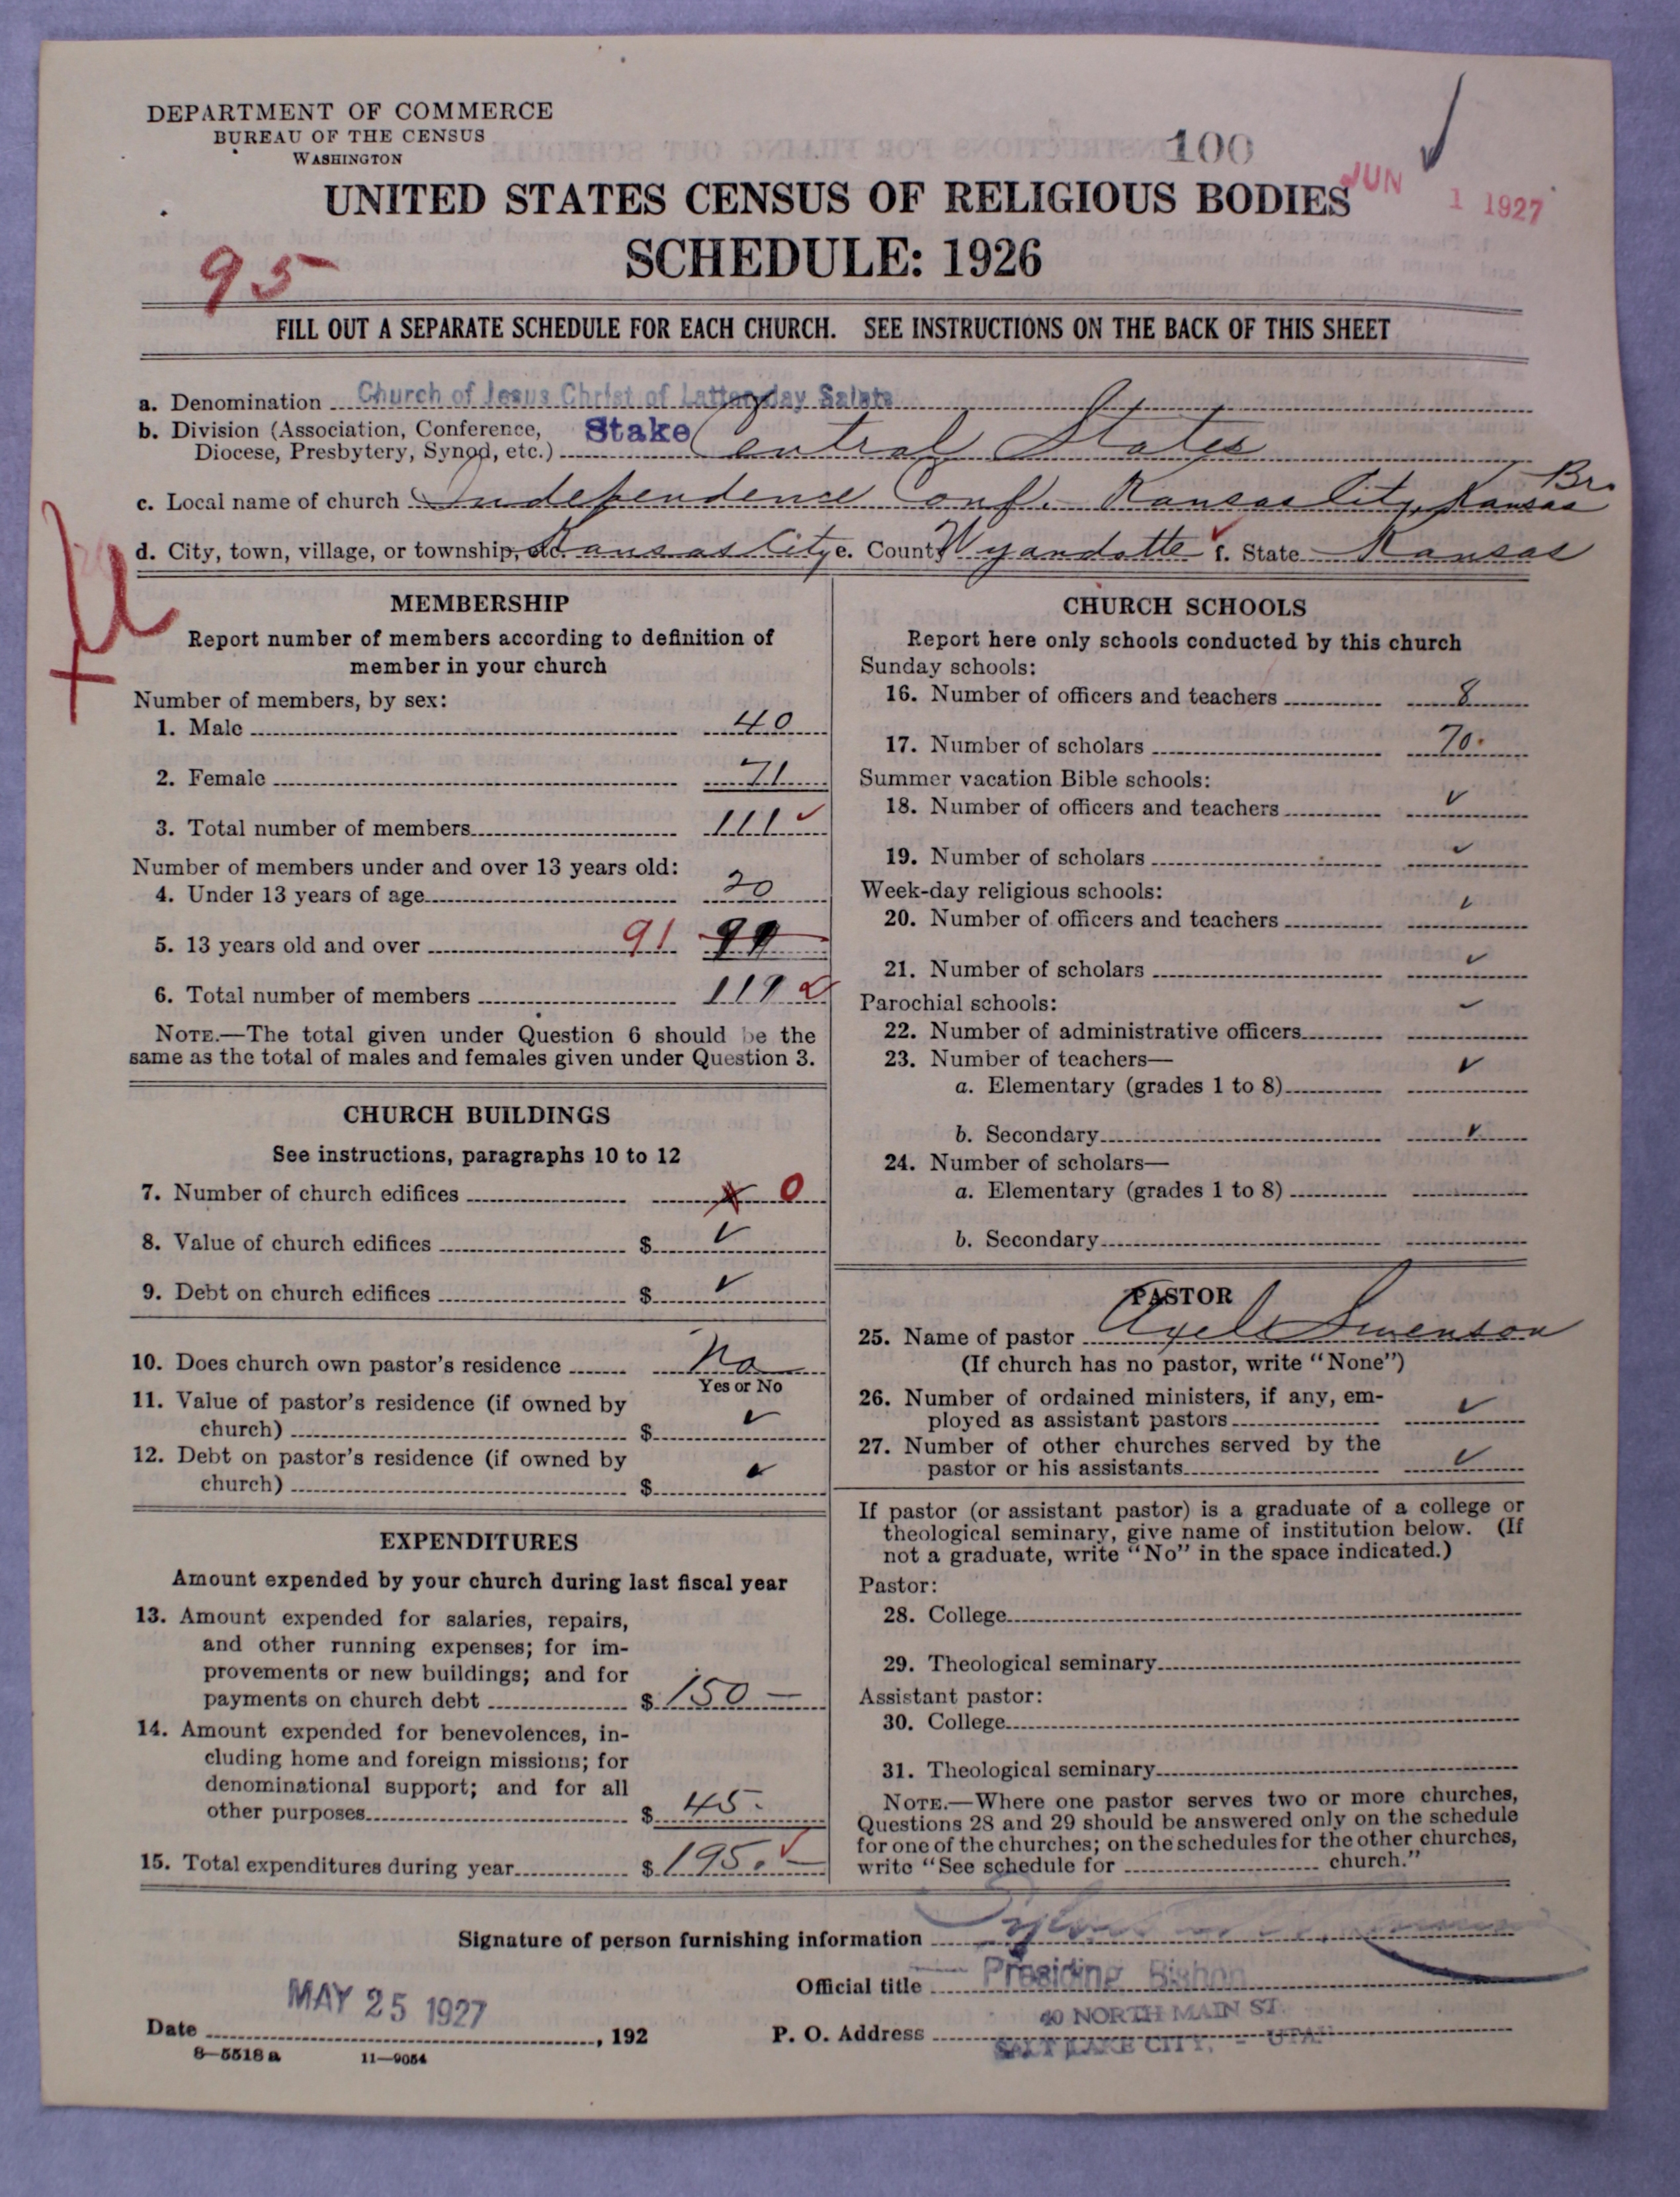 DEPARTMENT OF COMMERCE
BUREAU OF THE CENSUS
WASHINGTON
100
JUN 1 1927
UNITED STATES CENSUS OF RELIGIOUS BODIES
SCHEDULE: 1926
95
FILL OUT A SEPARATE SCHEDULE FOR EACH CHURCH. SEE INSTRUCTIONS ON THE BACK OF THIS SHEET
a. Denomination Church of Jesus Christ of Latter-day Saints
b. Division (Association, Conference, Diocese, Presbytery, Synod, etc.) Stake Central States
c. Local name of church Independence Conf. Kansas City, Kansas Br.
d. City, town, village, or township, etc. Kansas City e. County Wyandotte f. State Kansas
MEMBERSHIP
Report number of members according to definition of
member in your church
Number of members, by sex:
1. Male 40
2. Female 71
3. Total number of members 111 ✓
Number of members under and over 13 years old:
4. Under 13 years of age 20
5. 13 years old and over 91
6. Total number of members 111
NOTE.—The total given under Question 6 should be the
same as the total of males and females given under Question 3.
CHURCH BUILDINGS
See instructions, paragraphs 10 to 12
7. Number of church edifices 0
8. Value of church edifices $ ✓
9. Debt on church edifices $ ✓
10. Does church own pastor's residence No
Yes or No
11. Value of pastor's residence (if owned by
church) $ ✓
12. Debt on pastor's residence (if owned by
church) $ ✓
EXPENDITURES
Amount expended by your church during last fiscal year
13. Amount expended for salaries, repairs,
and other running expenses; for im-
provements or new buildings; and for
payments on church debt $ 150 —
14. Amount expended for benevolences, in-
cluding home and foreign missions; for
denominational support; and for all
other purposes $ 45.
15. Total expenditures during year $ 195. — ✓
CHURCH SCHOOLS
Report here only schools conducted by this church
Sunday schools:
16. Number of officers and teachers 8
17. Number of scholars 70.
Summer vacation Bible schools:
18. Number of officers and teachers ✓
19. Number of scholars ✓
Week-day religious schools:
20. Number of officers and teachers ✓
21. Number of scholars ✓
Parochial schools:
22. Number of administrative officers ✓
23. Number of teachers—
a. Elementary (grades 1 to 8) ✓
b. Secondary ✓
24. Number of scholars—
a. Elementary (grades 1 to 8)
b. Secondary
PASTOR
25. Name of pastor Axel Swenson
(If church has no pastor, write "None")
26. Number of ordained ministers, if any, em-
ployed as assistant pastors ✓
27. Number of other churches served by the
pastor or his assistants ✓
If pastor (or assistant pastor) is a graduate of a college or
theological seminary, give name of institution below. (If
not a graduate, write "No" in the space indicated.)
Pastor:
28. College
29. Theological seminary
Assistant pastor:
30. College
31. Theological seminary
NOTE.—Where one pastor serves two or more churches,
Questions 28 and 29 should be answered only on the schedule
for one of the churches; on the schedules for the other churches,
write "See schedule for church."
Signature of person furnishing information
Official title Presiding Bishop
Date MAY 25 1927, 192
P. O. Address 40 NORTH MAIN ST.
SALT LAKE CITY, - UTAH
8—5518 a 11—9054